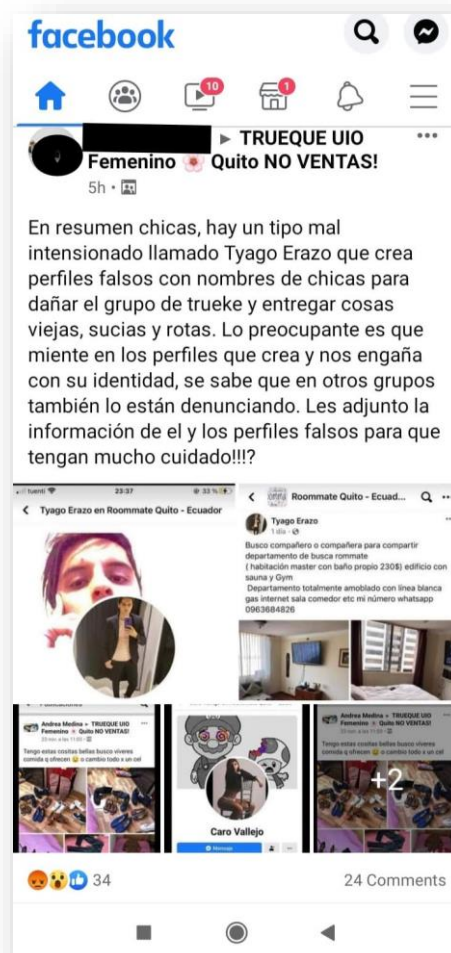 facebook
10
1
▸ TRUEQUE UIO
Femenino 🌸 Quito NO VENTAS!
5h ·
En resumen chicas, hay un tipo mal
intensionado llamado Tyago Erazo que crea
perfiles falsos con nombres de chicas para
dañar el grupo de trueke y entregar cosas
viejas, sucias y rotas. Lo preocupante es que
miente en los perfiles que crea y nos engaña
con su identidad, se sabe que en otros grupos
también lo están denunciando. Les adjunto la
información de el y los perfiles falsos para que
tengan mucho cuidado!!!?
tuenti 23:37 33 %
Tyago Erazo en Roommate Quito - Ecuador
Roommate Quito - Ecuad...
Tyago Erazo
1 día ·
Busco compañero o compañera para compartir
departamento de busca rommate
( habitación master con baño propio 230$) edificio con
sauna y Gym
Departamento totalmente amoblado con línea blanca
gas internet sala comedor etc mi número whatsapp
0963684826
Andrea Medina ▸ TRUEQUE UIO
Femenino 🌸 Quito NO VENTAS!
Tengo estas cositas bellas busco víveres
comida q ofrecen 😅 o cambio todo x un cel
Caro Vallejo
Mensaje
Andrea Medina ▸ TRUEQUE UIO
Femenino 🌸 Quito NO VENTAS!
Tengo estas cositas bellas busco víveres
comida q ofrecen 😅 o cambio todo x un cel
+2
34
24 Comments